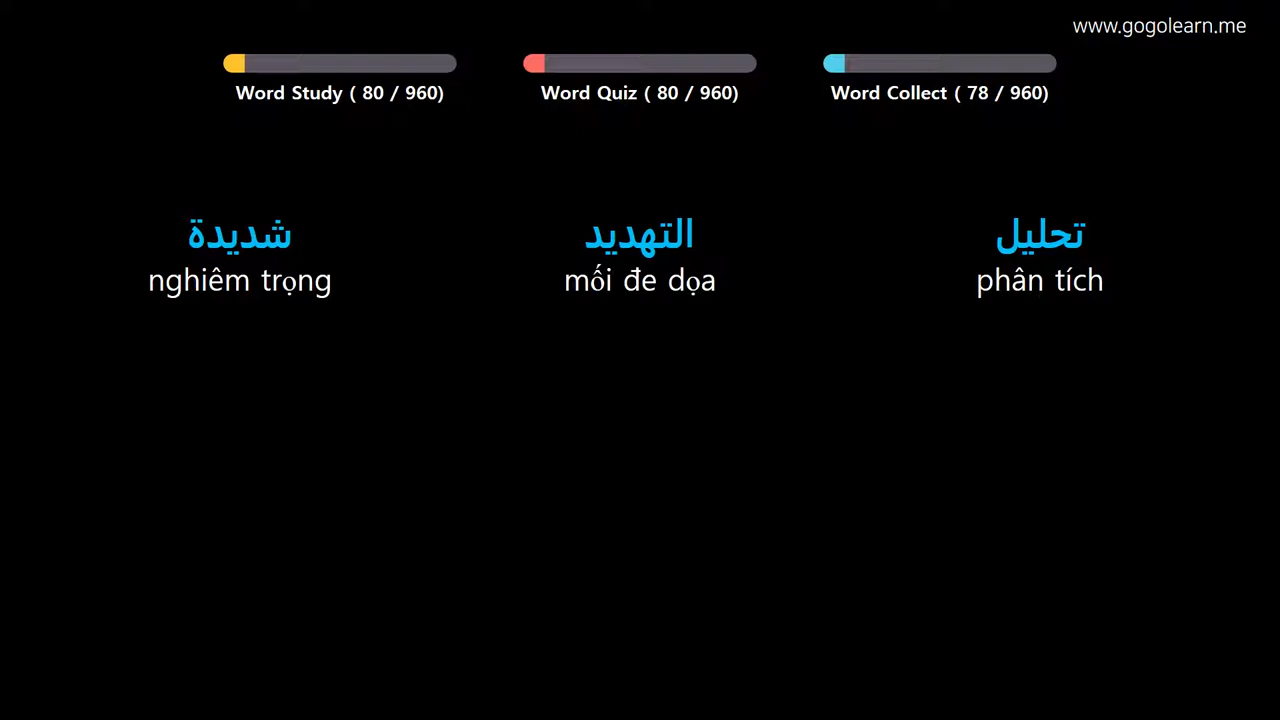 www.gogolearn.me
Word Study ( 80 / 960)
Word Quiz ( 80 / 960)
Word Collect ( 78 / 960)
شديدة
nghiêm trọng
التهديد
mối đe dọa
تحليل
phân tích